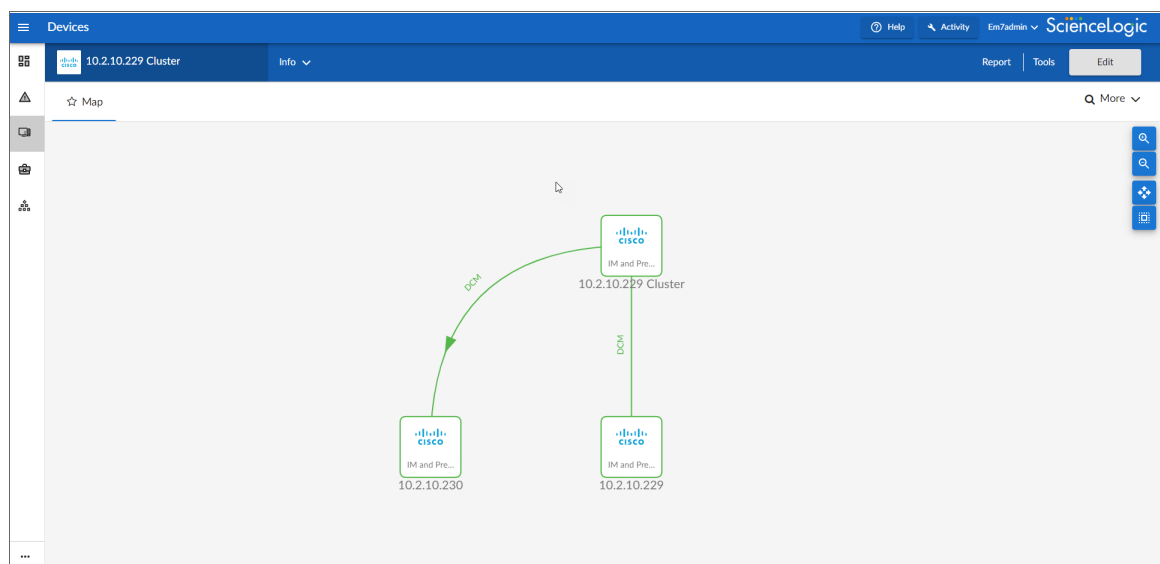 Devices
Help
Activity
Em7admin
ScienceLogic
cisco
10.2.10.229 Cluster
Info
Report
Tools
Edit
Map
More
cisco
IM and Pre...
10.2.10.229 Cluster
DCM
DCM
cisco
IM and Pre...
10.2.10.230
cisco
IM and Pre...
10.2.10.229